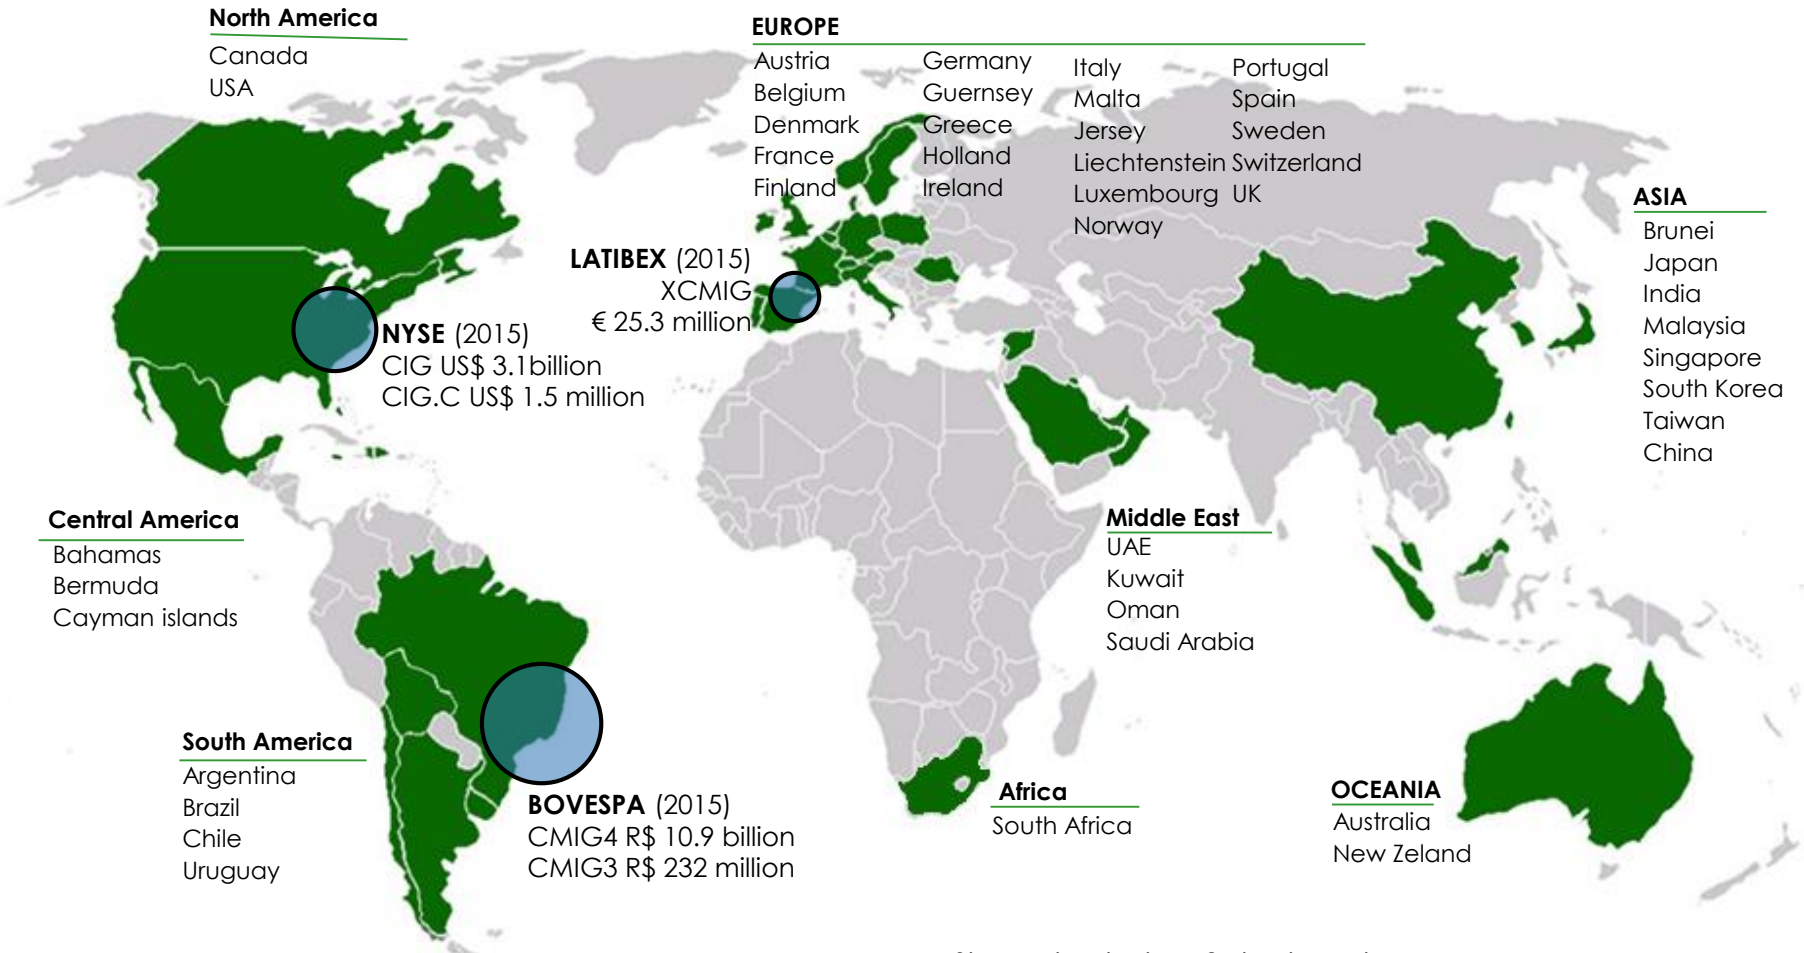 North America
Canada
USA
EUROPE
Austria
Belgium
Denmark
France
Finland
Germany
Guernsey
Greece
Holland
Ireland
Italy
Malta
Jersey
Liechtenstein
Luxembourg
Norway
Portugal
Spain
Sweden
Switzerland
UK
ASIA
Brunei
Japan
India
Malaysia
Singapore
South Korea
Taiwan
China
LATIBEX (2015)
XCMIG
€ 25.3 million
NYSE (2015)
CIG US$ 3.1billion
CIG.C US$ 1.5 million
Central America
Bahamas
Bermuda
Cayman islands
Middle East
UAE
Kuwait
Oman
Saudi Arabia
South America
Argentina
Brazil
Chile
Uruguay
BOVESPA (2015)
CMIG4 R$ 10.9 billion
CMIG3 R$ 232 million
Africa
South Africa
OCEANIA
Australia
New Zeland